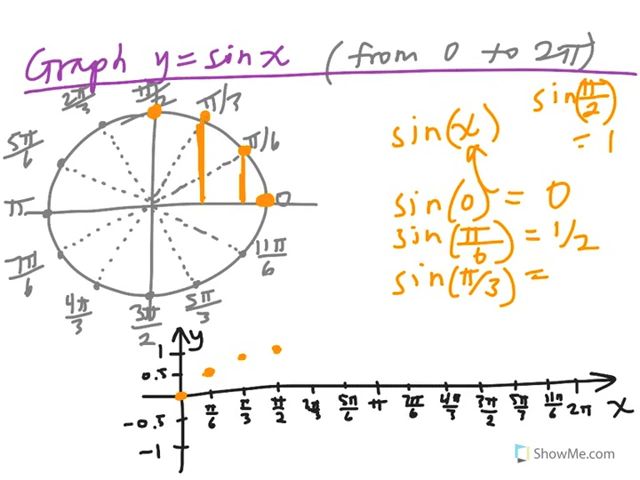 Graph y = sin x (from 0 to 2π)
2π/3 π/2 π/3
5π/6 π/6
π 0
7π/6 11π/6
4π/3 3π/2 5π/3
sin(x)
sin(π/2) = 1
sin(0) = 0
sin(π/6) = 1/2
sin(π/3) =
y
1
0.5
-0.5
-1
π/6 π/3 π/2 2π/3 5π/6 π 7π/6 4π/3 3π/2 5π/3 11π/6 2π x
ShowMe.com